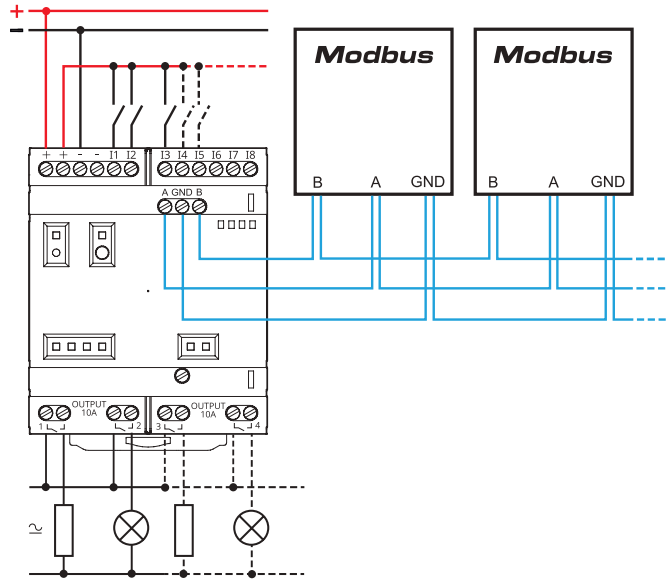 +
-
Modbus
Modbus
+ + - - I1 I2 I3 I4 I5 I6 I7 I8
B A GND
B A GND
A GND B
OUTPUT
10A
OUTPUT
10A
1 2 3 4